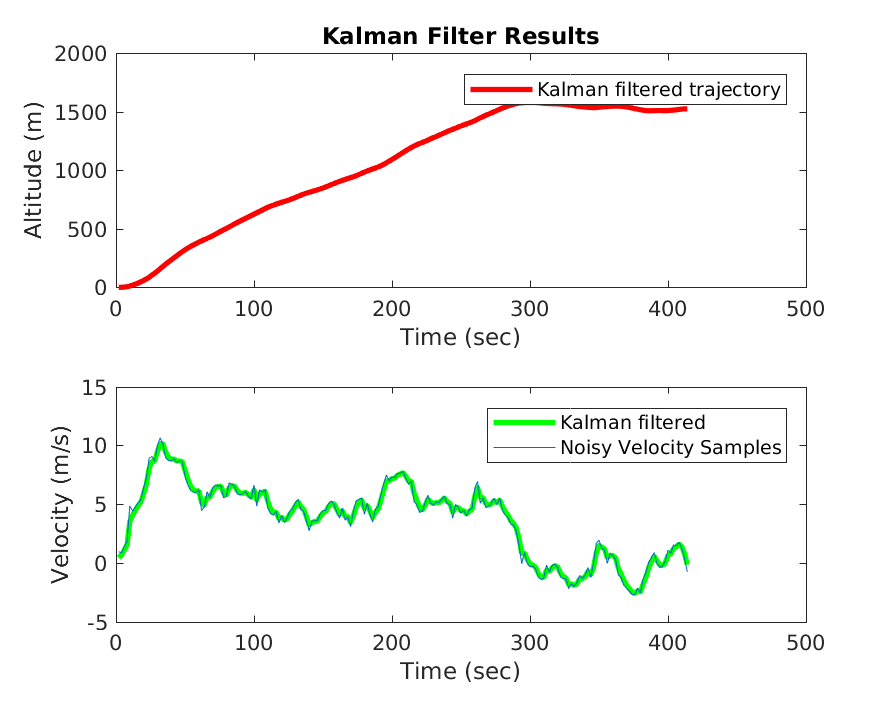 Kalman Filter Results
2000
1500
1000
500
0
Altitude (m)
Kalman filtered trajectory
0 100 200 300 400 500
Time (sec)
15
10
5
0
-5
Velocity (m/s)
Kalman filtered
Noisy Velocity Samples
0 100 200 300 400 500
Time (sec)